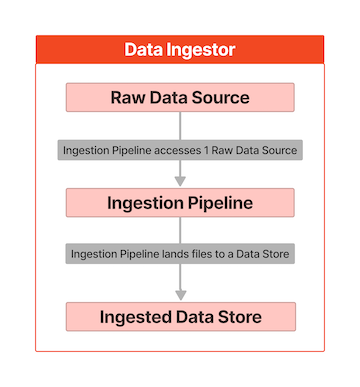 Data Ingestor
Raw Data Source
Ingestion Pipeline accesses 1 Raw Data Source
Ingestion Pipeline
Ingestion Pipeline lands files to a Data Store
Ingested Data Store